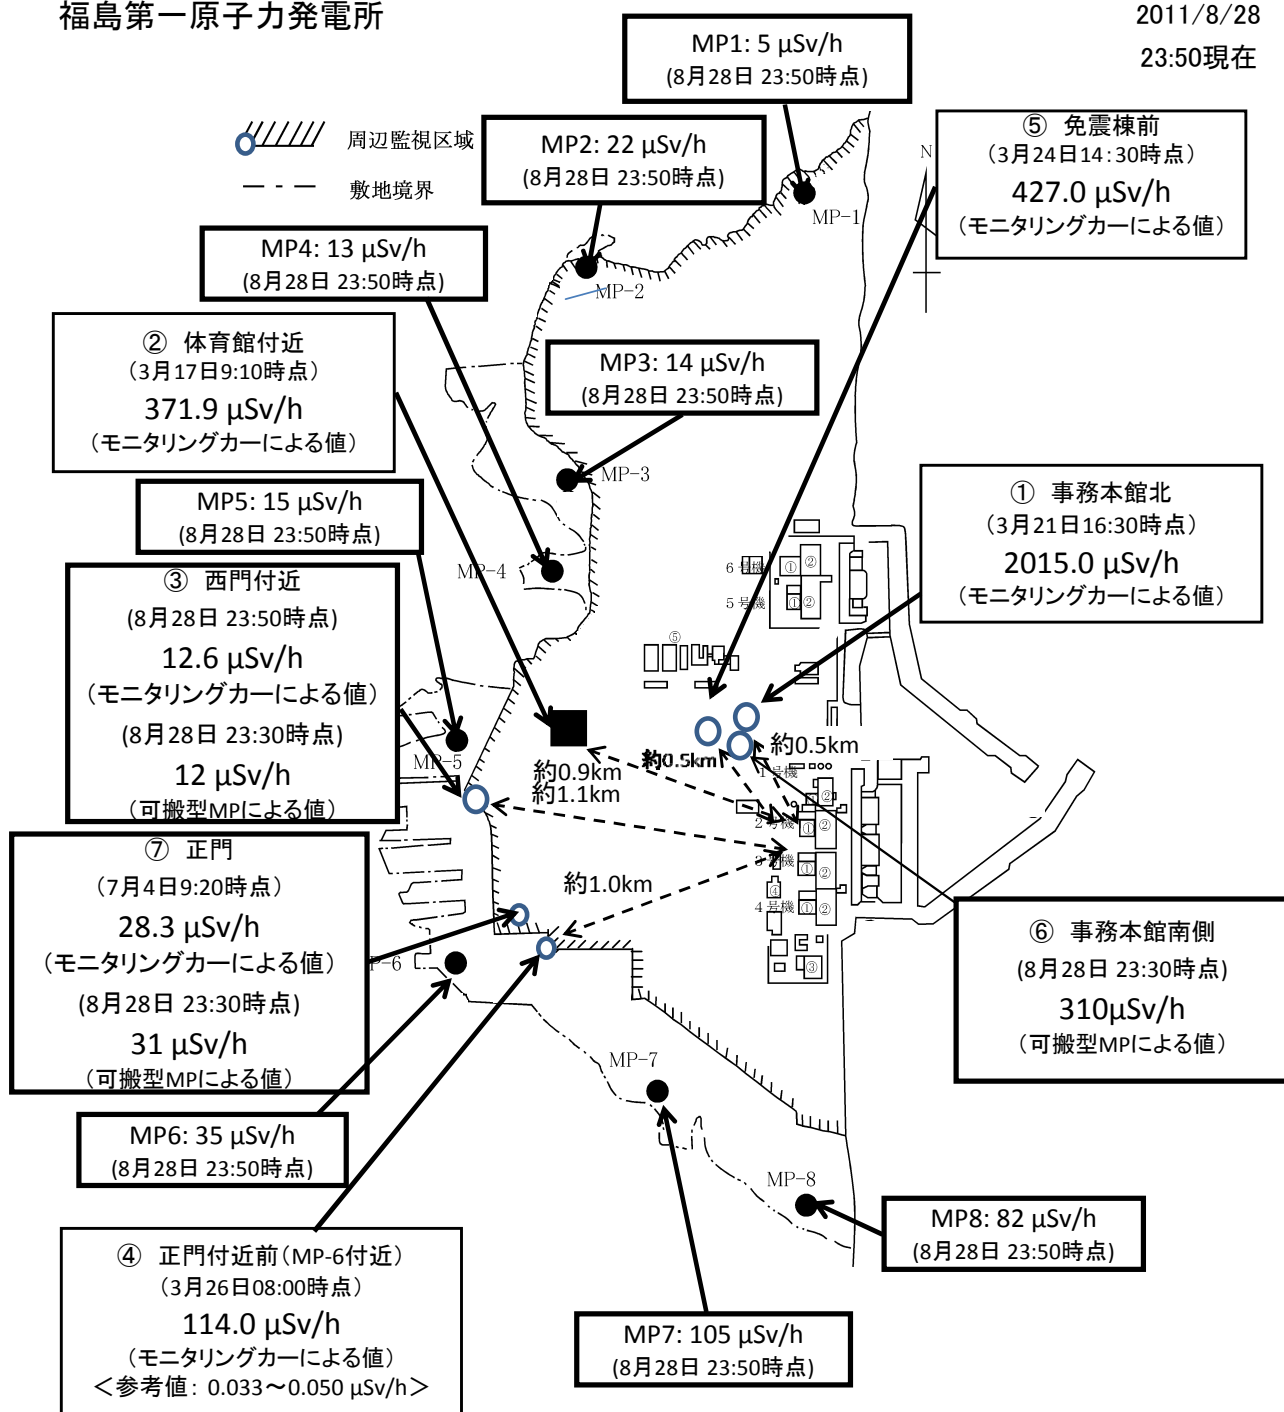 福島第一原子力発電所
2011/8/28
23:50現在
周辺監視区域
敷地境界
MP1: 5 μSv/h
(8月28日 23:50時点)
MP2: 22 μSv/h
(8月28日 23:50時点)
⑤ 免震棟前
(3月24日14:30時点)
427.0 μSv/h
(モニタリングカーによる値)
N
MP-1
MP4: 13 μSv/h
(8月28日 23:50時点)
MP-2
② 体育館付近
(3月17日9:10時点)
371.9 μSv/h
(モニタリングカーによる値)
MP3: 14 μSv/h
(8月28日 23:50時点)
MP-3
MP5: 15 μSv/h
(8月28日 23:50時点)
① 事務本館北
(3月21日16:30時点)
2015.0 μSv/h
(モニタリングカーによる値)
MP-4
③ 西門付近
(8月28日 23:50時点)
12.6 μSv/h
(モニタリングカーによる値)
(8月28日 23:30時点)
12 μSv/h
(可搬型MPによる値)
6号機
① ②
5号機
① ②
⑤
MP-5
約0.9km
約1.1km
約0.5km
約0.5km
1号機
②
2号機
① ②
3号機
① ②
④
4号機
① ②
③
約1.0km
⑦ 正門
(7月4日9:20時点)
28.3 μSv/h
(モニタリングカーによる値)
(8月28日 23:30時点)
31 μSv/h
(可搬型MPによる値)
P-6
⑥ 事務本館南側
(8月28日 23:30時点)
310μSv/h
(可搬型MPによる値)
MP-7
MP6: 35 μSv/h
(8月28日 23:50時点)
MP-8
MP8: 82 μSv/h
(8月28日 23:50時点)
④ 正門付近前(MP-6付近)
(3月26日08:00時点)
114.0 μSv/h
(モニタリングカーによる値)
＜参考値: 0.033～0.050 μSv/h＞
MP7: 105 μSv/h
(8月28日 23:50時点)